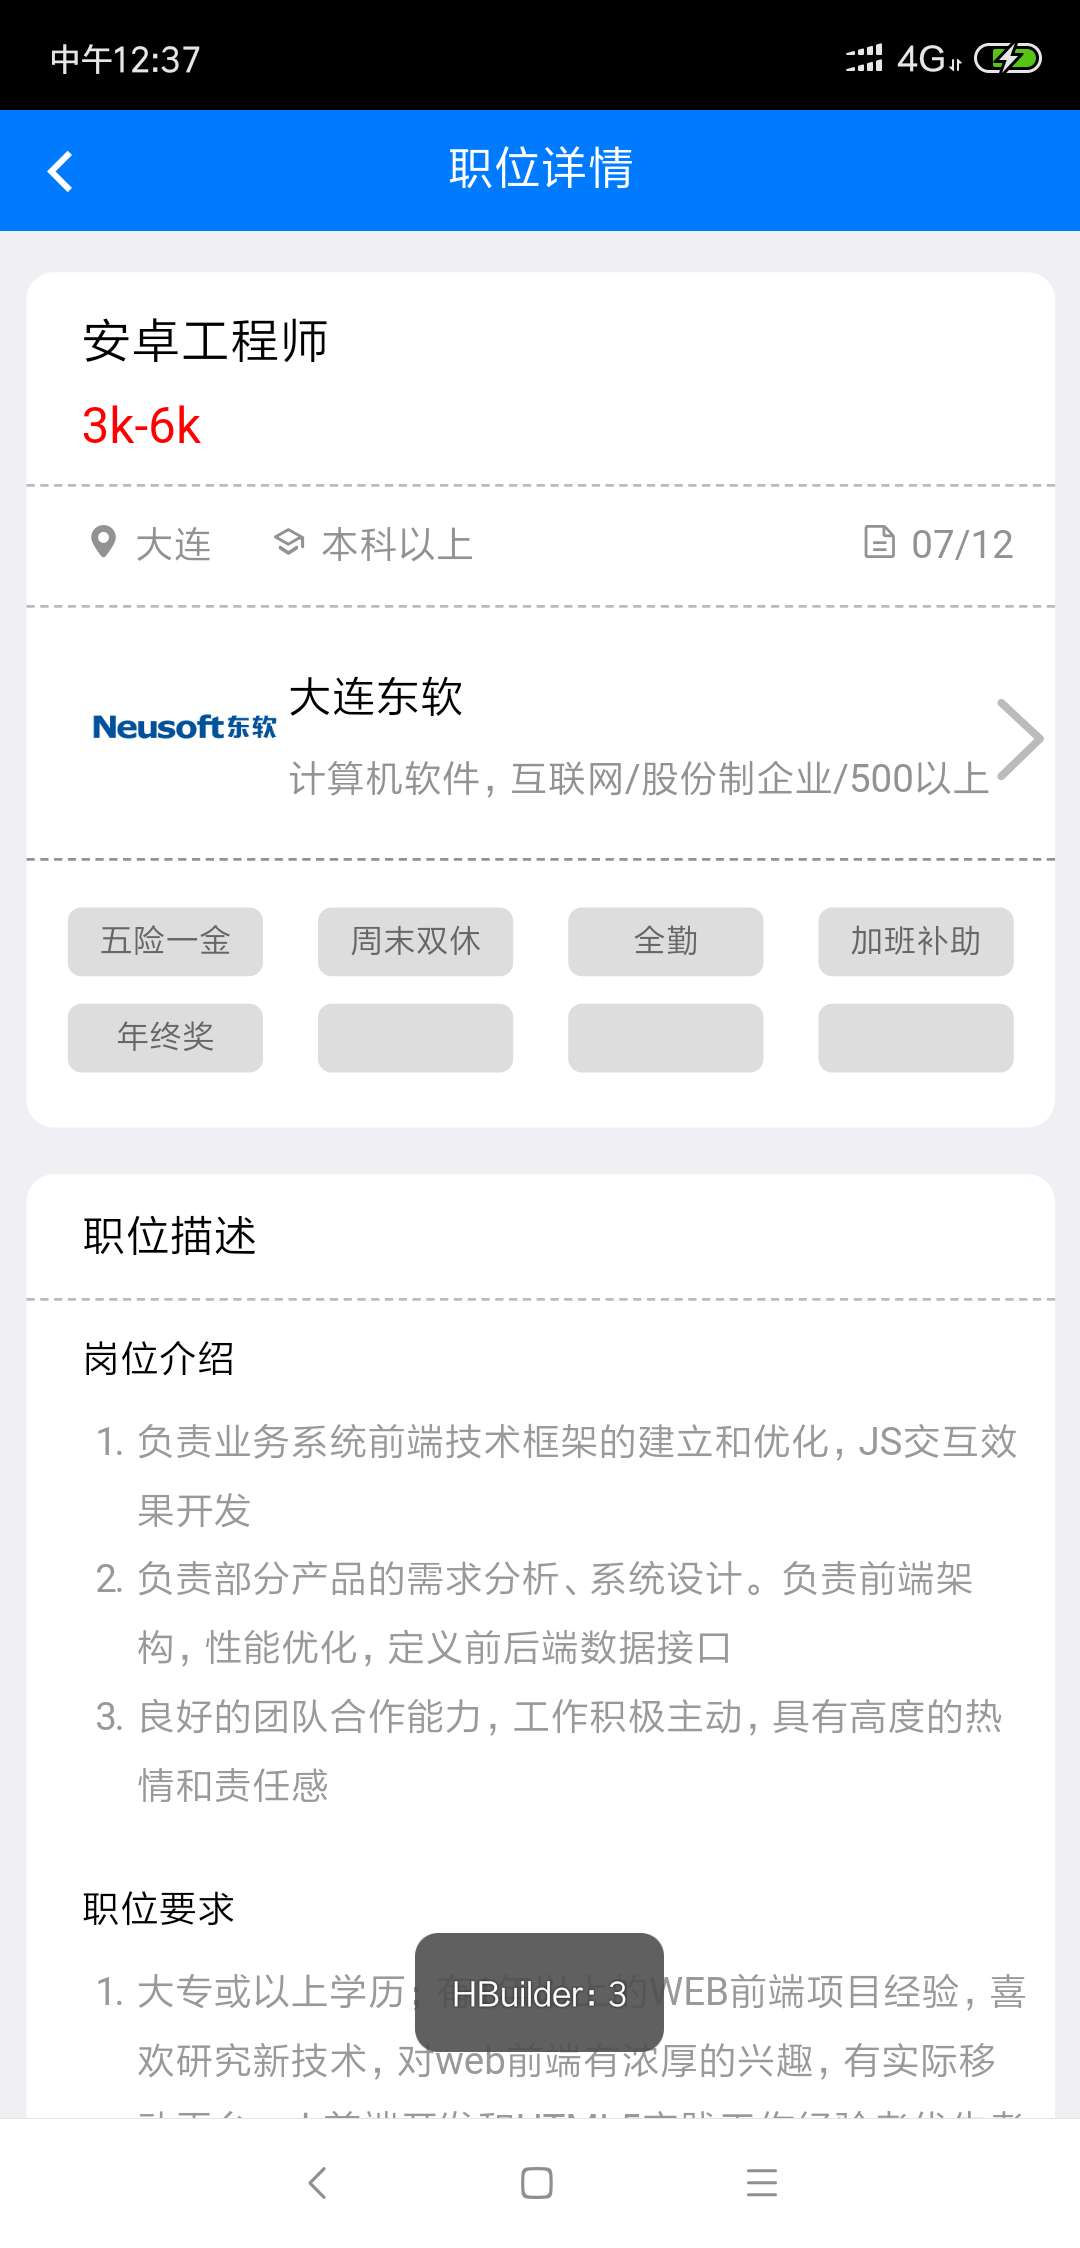 中午12:37
4G
职位详情
安卓工程师
3k-6k
大连
本科以上
07/12
Neusoft东软
大连东软
计算机软件，互联网/股份制企业/500以上
五险一金
周末双休
全勤
加班补助
年终奖
职位描述
岗位介绍
1. 负责业务系统前端技术框架的建立和优化，JS交互效
果开发
2. 负责部分产品的需求分析、系统设计。负责前端架
构，性能优化，定义前后端数据接口
3. 良好的团队合作能力，工作积极主动，具有高度的热
情和责任感
职位要求
1. 大专或以上学历；
HBuilder：3
WEB前端项目经验，喜
欢研究新技术，对web前端有浓厚的兴趣，有实际移